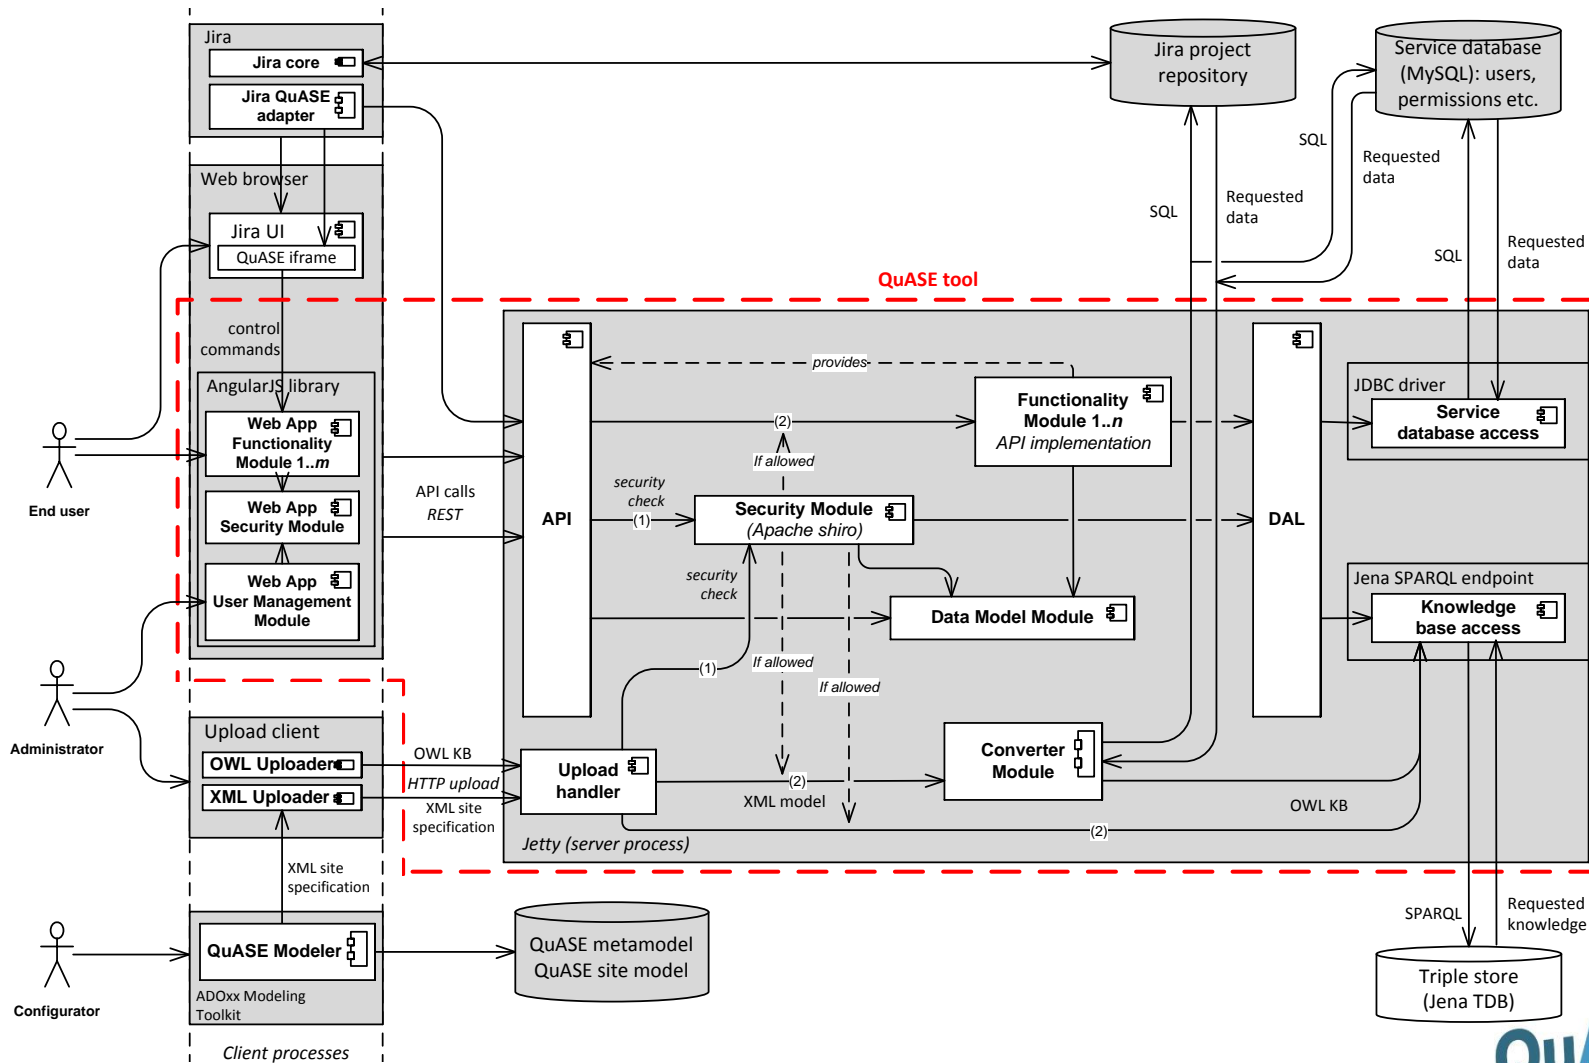 Jira
Jira core
Jira QuASE
adapter
Jira project
repository
Service database
(MySQL): users,
permissions etc.
SQL
Requested
data
SQL
Requested
data
SQL
Requested
data
Web browser
Jira UI
QuASE iframe
QuASE tool
control
commands
AngularJS library
Web App
Functionality
Module 1..m
Web App
Security Module
Web App
User Management
Module
End user
Administrator
Configurator
API calls
REST
API
provides
(2)
If allowed
security
check
(1)
Functionality
Module 1..n
API implementation
Security Module
(Apache shiro)
security
check
Data Model Module
(1)
If allowed
If allowed
DAL
JDBC driver
Service
database access
Jena SPARQL endpoint
Knowledge
base access
Upload client
OWL Uploader
XML Uploader
OWL KB
HTTP upload
XML site
specification
Upload
handler
(2)
XML model
Converter
Module
OWL KB
(2)
Jetty (server process)
XML site
specification
QuASE Modeler
ADOxx Modeling
Toolkit
QuASE metamodel
QuASE site model
SPARQL
Requested
knowledge
Triple store
(Jena TDB)
Client processes